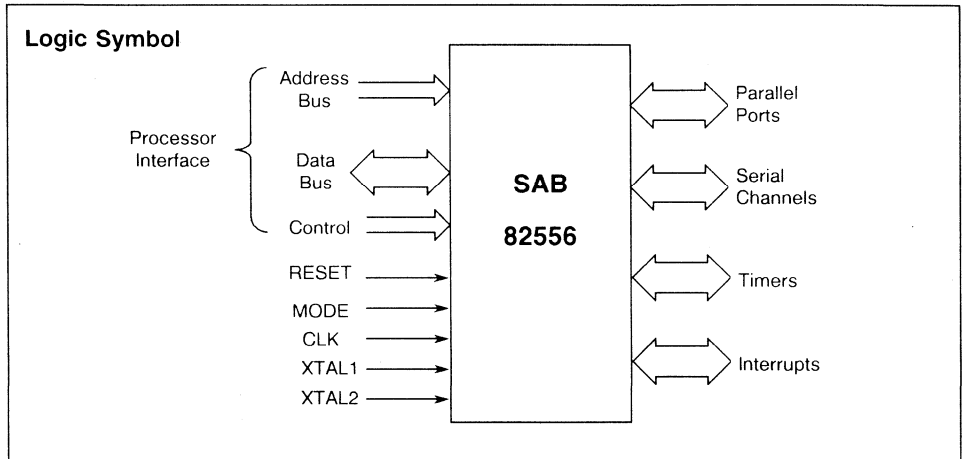 Logic Symbol
Processor
Interface
Address
Bus
Data
Bus
Control
RESET
MODE
CLK
XTAL1
XTAL2
SAB
82556
Parallel
Ports
Serial
Channels
Timers
Interrupts